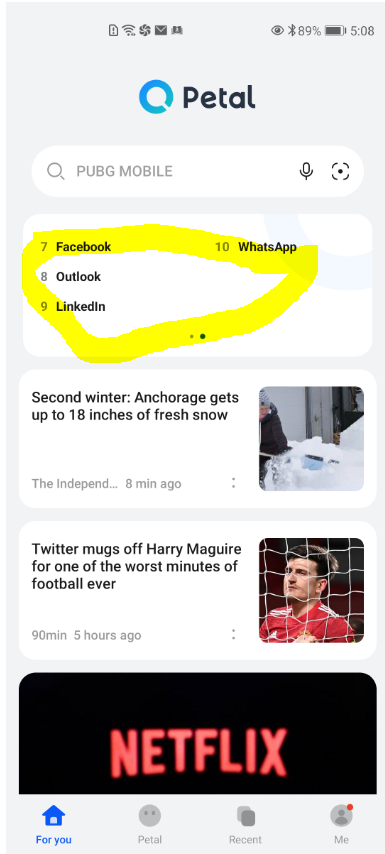 89% 5:08
Petal
PUBG MOBILE
7 Facebook
8 Outlook
9 LinkedIn
10 WhatsApp
Second winter: Anchorage gets
up to 18 inches of fresh snow
The Independ... 8 min ago
Twitter mugs off Harry Maguire
for one of the worst minutes of
football ever
90min 5 hours ago
NETFLIX
For you
Petal
Recent
Me